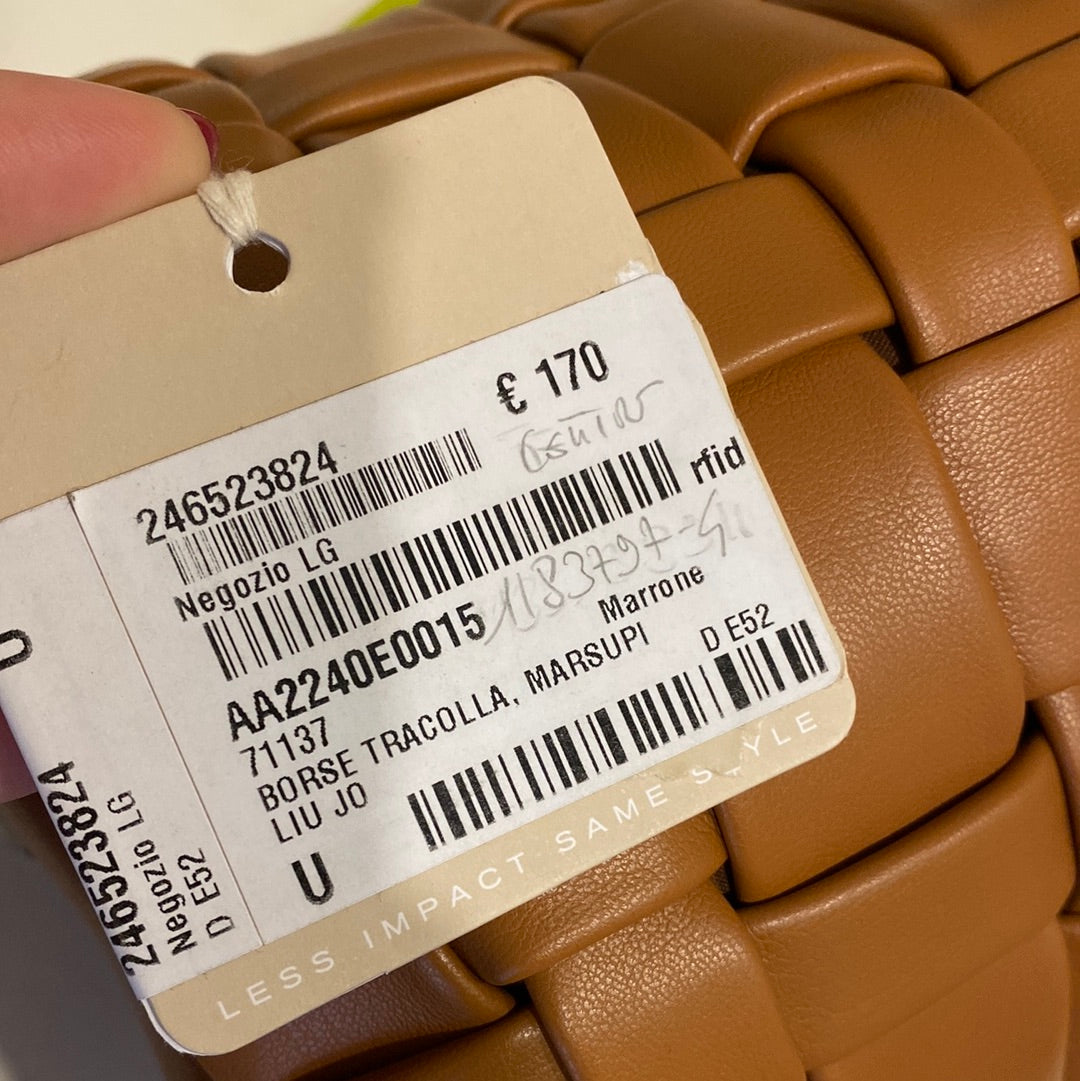 € 170
246523824
rfid
Negozio LG
AA2240E0015
1183797-
71137
Marrone
BORSE TRACOLLA, MARSUPI
D E52
LIU JO
U
LESS IMPACT SAME STYLE
U
246523824
Negozio LG
D E52